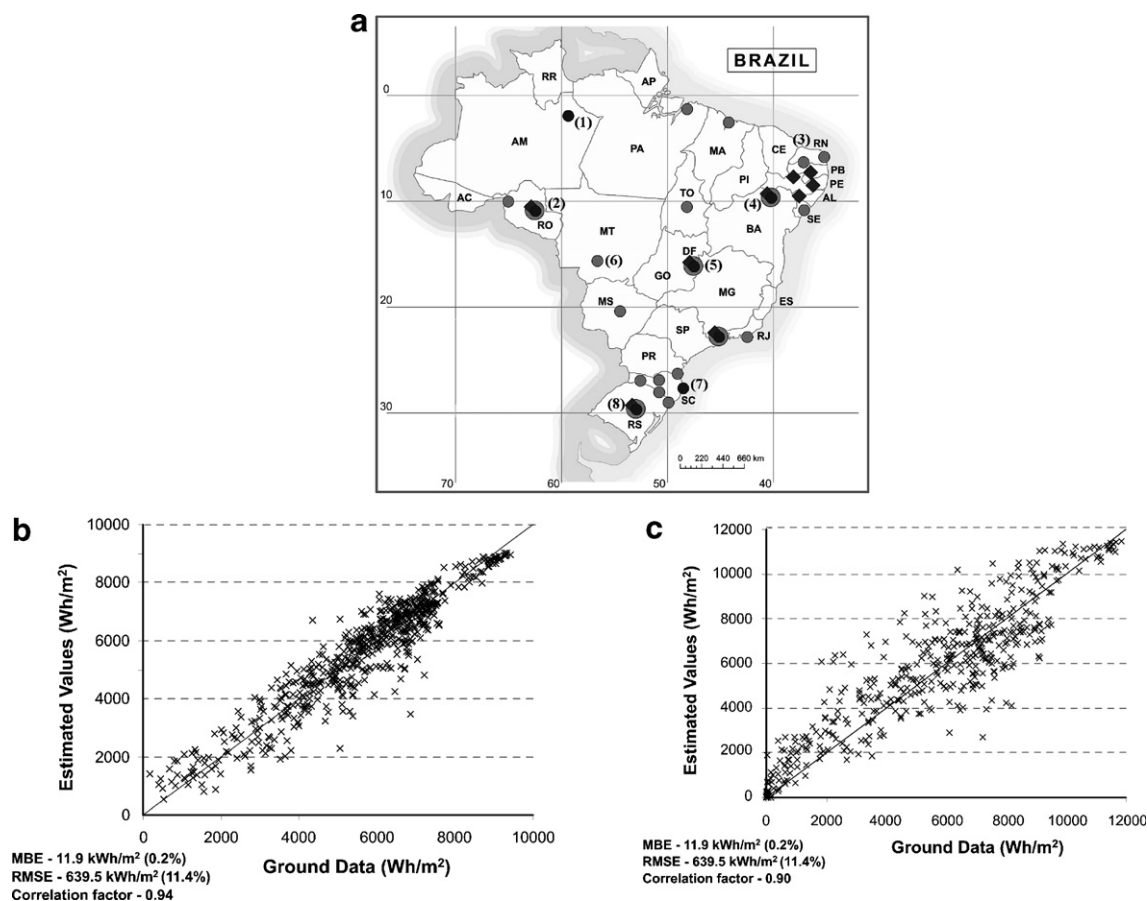 a
BRAZIL
RR
AP
0
(1)
AM
PA
MA
CE
(3)
RN
PB
PI
PE
TO
AL
AC
10
(2)
(4)
SE
RO
MT
BA
DF
(6)
(5)
GO
MG
MS
ES
20
SP
RJ
PR
(7)
SC
(8)
30
RS
0 220 440 660 km
70 60 50 40
b
10000
8000
6000
4000
2000
0
Estimated Values (Wh/m²)
0 2000 4000 6000 8000 10000
Ground Data (Wh/m²)
MBE - 11.9 kWh/m² (0.2%)
RMSE - 639.5 kWh/m² (11.4%)
Correlation factor - 0.94
c
12000
10000
8000
6000
4000
2000
0
Estimated Values (Wh/m²)
0 2000 4000 6000 8000 10000 12000
Ground Data (Wh/m²)
MBE - 11.9 kWh/m² (0.2%)
RMSE - 639.5 kWh/m² (11.4%)
Correlation factor - 0.90